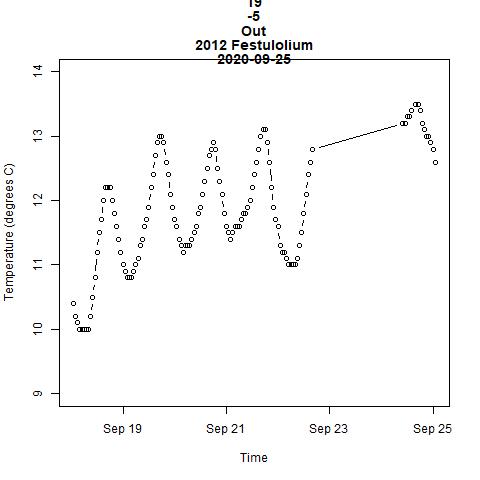 19
-5
Out
2012 Festulolium
2020-09-25
14
13
12
11
10
9
Temperature (degrees C)
Sep 19
Sep 21
Sep 23
Sep 25
Time